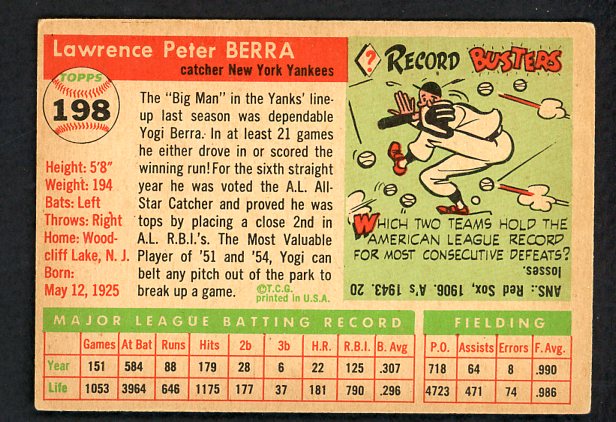 Lawrence Peter BERRA
catcher New York Yankees
TOPPS
198
Height: 5'8"
Weight: 194
Bats: Left
Throws: Right
Home: Wood-
cliff Lake, N. J.
Born:
May 12, 1925
The "Big Man" in the Yanks' line-
up last season was dependable
Yogi Berra. In at least 21 games
he either drove in or scored the
winning run! For the sixth straight
year he was voted the A.L. All-
Star Catcher and proved he was
tops by placing a close 2nd in
A.L. R.B.I.'s. The Most Valuable
Player of '51 and '54, Yogi can
belt any pitch out of the park to
break up a game.
©T.C.G.
printed in U.S.A.
? RECORD BUSTERS
WHICH TWO TEAMS HOLD THE
AMERICAN LEAGUE RECORD
FOR MOST CONSECUTIVE DEFEATS?
ANS.: Red Sox, 1906. A's 1943. 20
losses.
MAJOR LEAGUE BATTING RECORD FIELDING
Games At Bat Runs Hits 2b 3b H.R. R.B.I. B. Avg P.O. Assists Errors F. Avg.
Year 151 584 88 179 28 6 22 125 .307 718 64 8 .990
Life 1053 3964 646 1175 177 37 181 790 .296 4723 471 74 .986